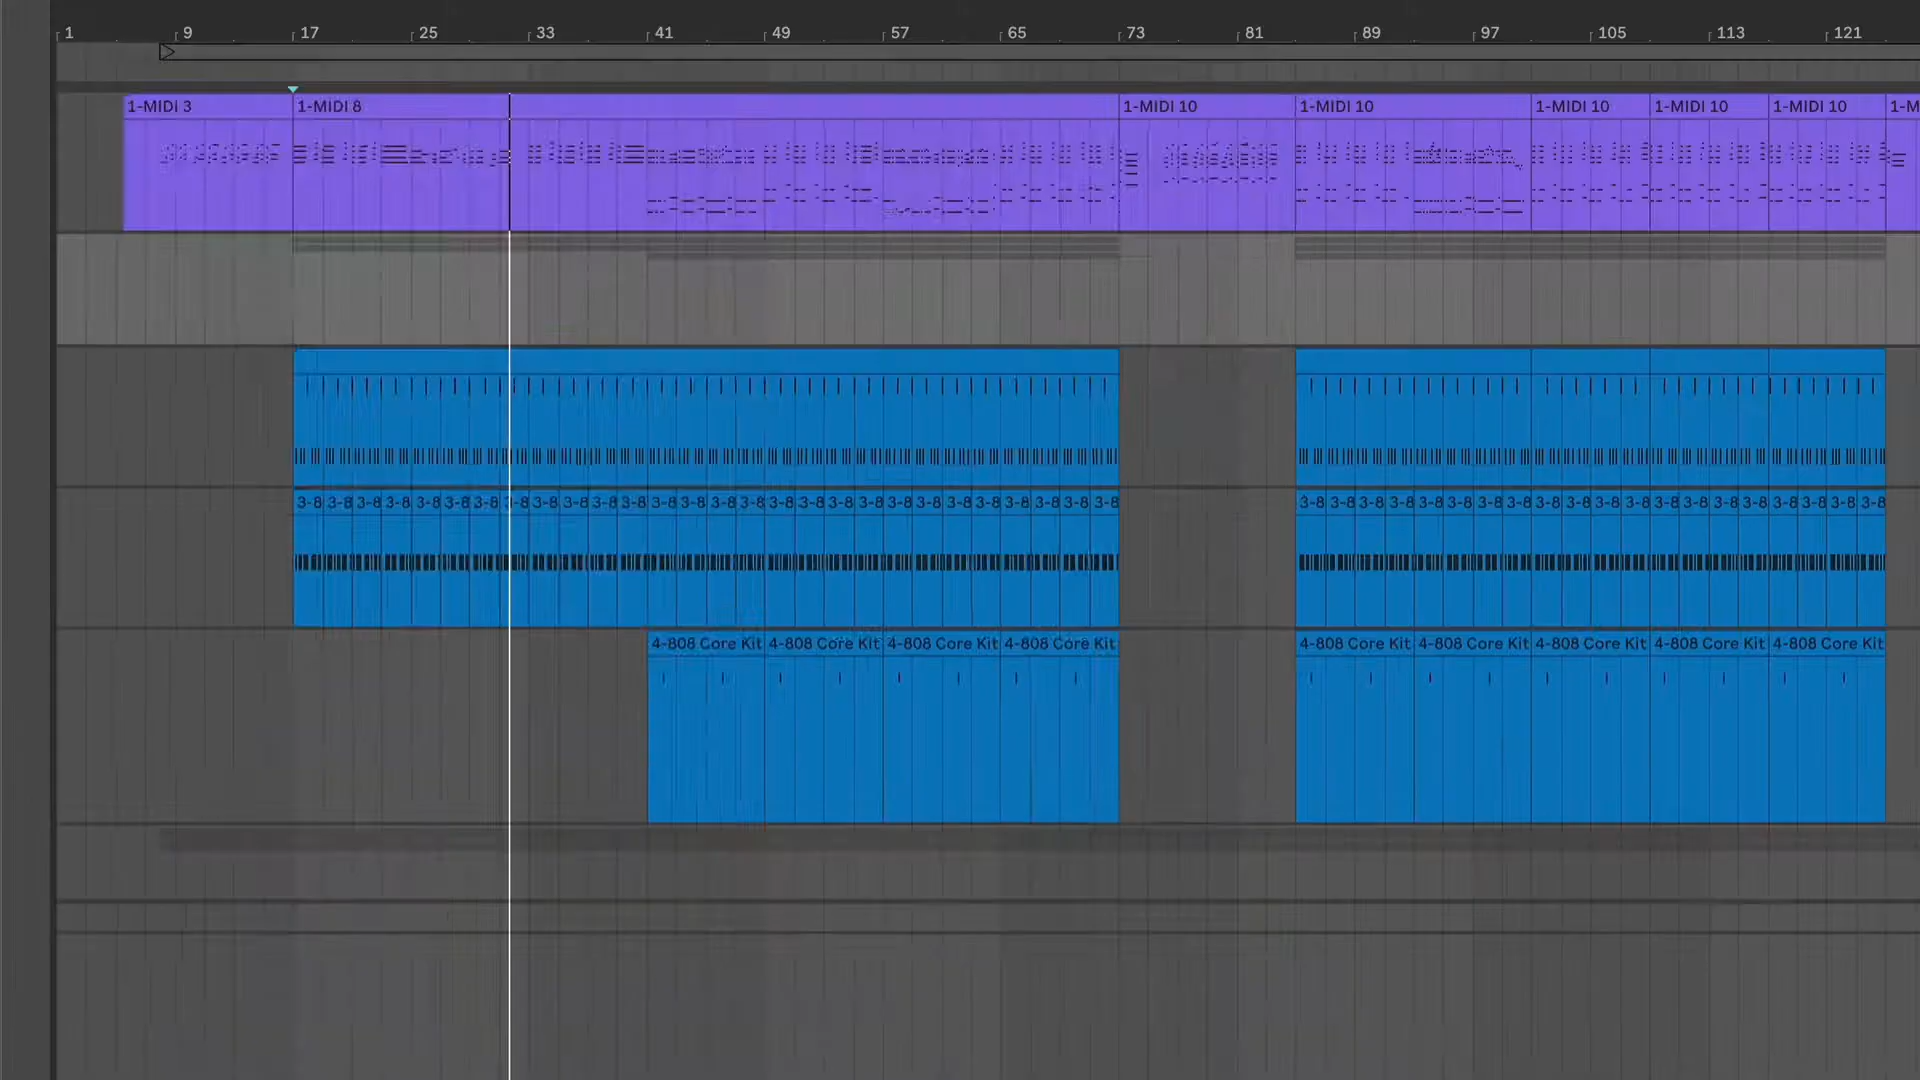 1 9 17 25 33 41 49 57 65 73 81 89 97 105 113 121
1-MIDI 3 1-MIDI 8 1-MIDI 10 1-MIDI 10 1-MIDI 10 1-MIDI 10 1-MIDI 10 1-M
3-8 3-8 3-8 3-8 3-8 3-8 3-8 3-8 3-8 3-8 3-8 3-8 3-8 3-8 3-8 3-8 3-8 3-8 3-8 3-8 3-8 3-8 3-8 3-8 3-8 3-8 3-8 3-8 3-8 3-8 3-8 3-8 3-8 3-8 3-8 3-8 3-8 3-8 3-8 3-8 3-8 3-8 3-8 3-8 3-8 3-8 3-8 3-8
4-808 Core Kit 4-808 Core Kit 4-808 Core Kit 4-808 Core Kit 4-808 Core Kit 4-808 Core Kit 4-808 Core Kit 4-808 Core Kit 4-808 Core Kit